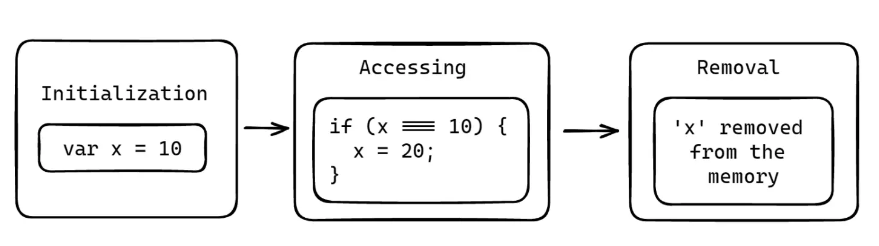 Initialization
var x = 10
Accessing
if (x === 10) {
  x = 20;
}
Removal
'x' removed
from the
memory